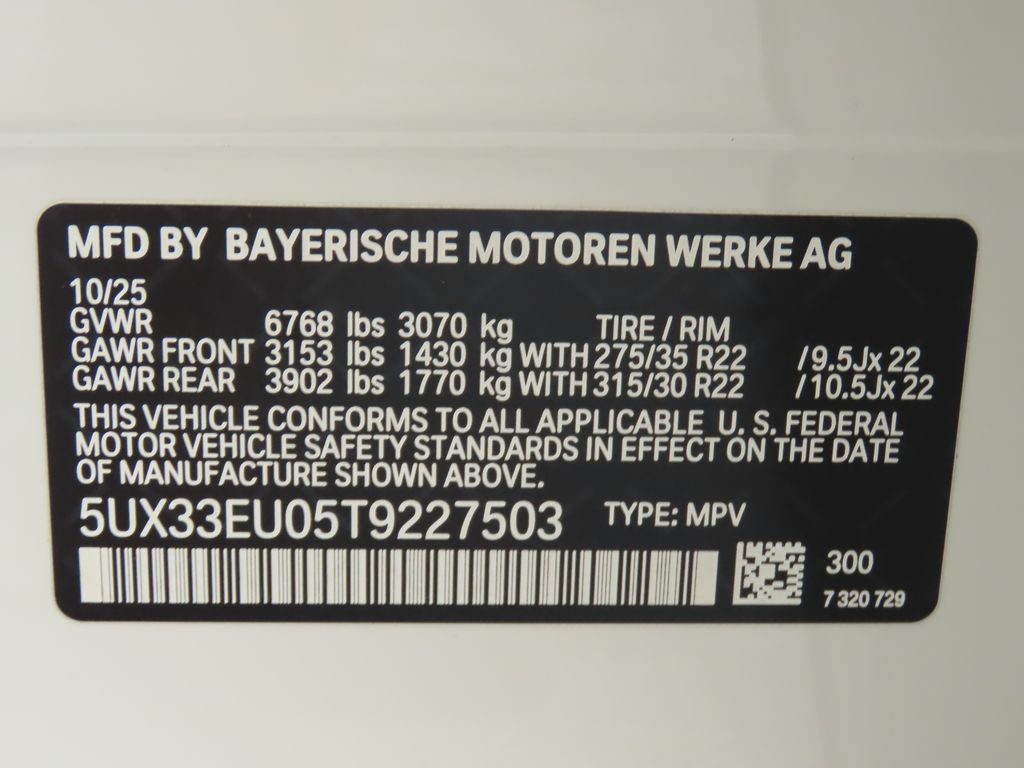 MFD BY BAYERISCHE MOTOREN WERKE AG
10/25
GVWR 6768 lbs 3070 kg TIRE / RIM
GAWR FRONT 3153 lbs 1430 kg WITH 275/35 R22 /9.5Jx 22
GAWR REAR 3902 lbs 1770 kg WITH 315/30 R22 /10.5Jx 22
THIS VEHICLE CONFORMS TO ALL APPLICABLE U. S. FEDERAL
MOTOR VEHICLE SAFETY STANDARDS IN EFFECT ON THE DATE
OF MANUFACTURE SHOWN ABOVE.
5UX33EU05T9227503 TYPE: MPV
300
7 320 729